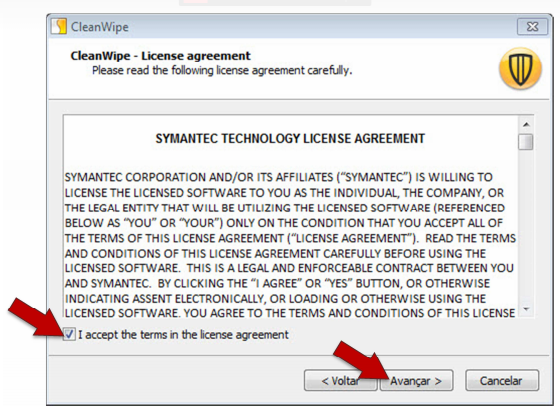 CleanWipe
CleanWipe - License agreement
Please read the following license agreement carefully.
SYMANTEC TECHNOLOGY LICENSE AGREEMENT
SYMANTEC CORPORATION AND/OR ITS AFFILIATES ("SYMANTEC") IS WILLING TO
LICENSE THE LICENSED SOFTWARE TO YOU AS THE INDIVIDUAL, THE COMPANY, OR
THE LEGAL ENTITY THAT WILL BE UTILIZING THE LICENSED SOFTWARE (REFERENCED
BELOW AS "YOU" OR "YOUR") ONLY ON THE CONDITION THAT YOU ACCEPT ALL OF
THE TERMS OF THIS LICENSE AGREEMENT ("LICENSE AGREEMENT").  READ THE TERMS
AND CONDITIONS OF THIS LICENSE AGREEMENT CAREFULLY BEFORE USING THE
LICENSED SOFTWARE.  THIS IS A LEGAL AND ENFORCEABLE CONTRACT BETWEEN YOU
AND SYMANTEC.  BY CLICKING THE "I AGREE" OR "YES" BUTTON, OR OTHERWISE
INDICATING ASSENT ELECTRONICALLY, OR LOADING OR OTHERWISE USING THE
LICENSED SOFTWARE. YOU AGREE TO THE TERMS AND CONDITIONS OF THIS LICENSE
I accept the terms in the license agreement
< Voltar
Avançar >
Cancelar